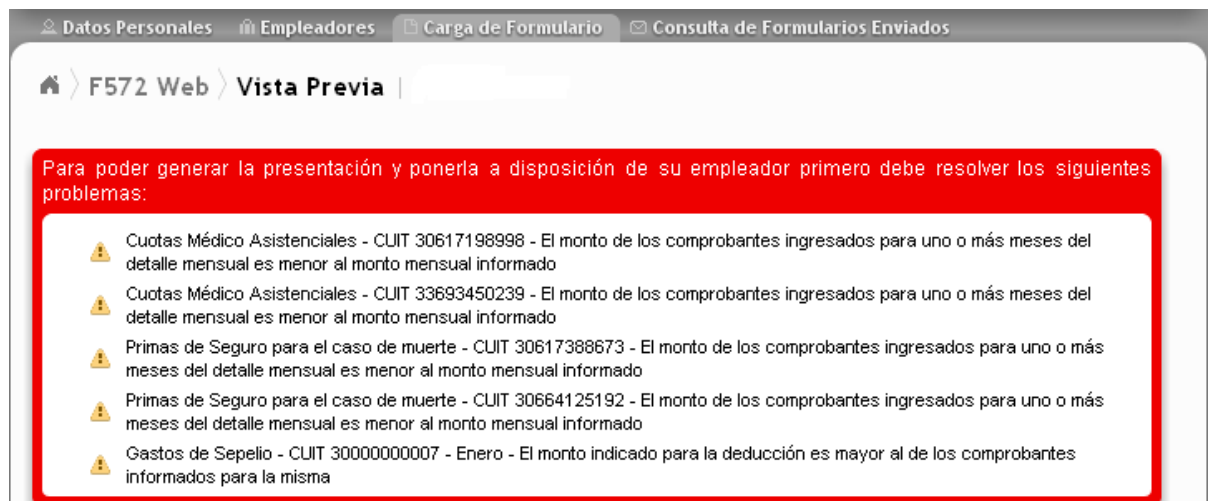 Datos Personales Empleadores Carga de Formulario Consulta de Formularios Enviados
F572 Web Vista Previa |
Para poder generar la presentación y ponerla a disposición de su empleador primero debe resolver los siguientes
problemas:
Cuotas Médico Asistenciales - CUIT 30617198998 - El monto de los comprobantes ingresados para uno o más meses del
detalle mensual es menor al monto mensual informado
Cuotas Médico Asistenciales - CUIT 33693450239 - El monto de los comprobantes ingresados para uno o más meses del
detalle mensual es menor al monto mensual informado
Primas de Seguro para el caso de muerte - CUIT 30617388673 - El monto de los comprobantes ingresados para uno o más
meses del detalle mensual es menor al monto mensual informado
Primas de Seguro para el caso de muerte - CUIT 30664125192 - El monto de los comprobantes ingresados para uno o más
meses del detalle mensual es menor al monto mensual informado
Gastos de Sepelio - CUIT 30000000007 - Enero - El monto indicado para la deducción es mayor al de los comprobantes
informados para la misma